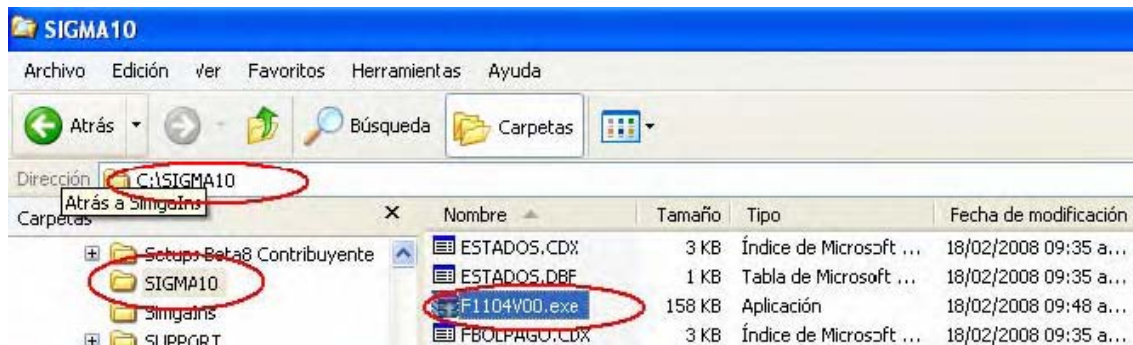 SIGMA10
Archivo Edición Ver Favoritos Herramientas Ayuda
Atrás Búsqueda Carpetas
Dirección C:\SIGMA10
Atrás a SimgaIns
Carpetas Nombre Tamaño Tipo Fecha de modificación
Setups Beta8 Contribuyente ESTADOS.CDX 3 KB Índice de Microsoft ... 18/02/2008 09:35 a...
SIGMA10 ESTADOS.DBF 1 KB Tabla de Microsoft ... 18/02/2008 09:35 a...
SimgaIns F1104V00.exe 158 KB Aplicación 18/02/2008 09:48 a...
SUPPORT FBOLPAGO.CDX 3 KB Índice de Microsoft ... 18/02/2008 09:35 a...